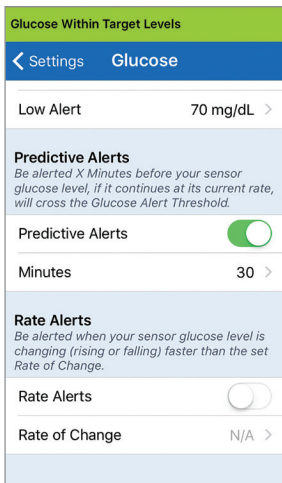 Glucose Within Target Levels
Settings Glucose
Low Alert 70 mg/dL
Predictive Alerts
Be alerted X Minutes before your sensor
glucose level, if it continues at its current rate,
will cross the Glucose Alert Threshold.
Predictive Alerts
Minutes 30
Rate Alerts
Be alerted when your sensor glucose level is
changing (rising or falling) faster than the set
Rate of Change.
Rate Alerts
Rate of Change N/A